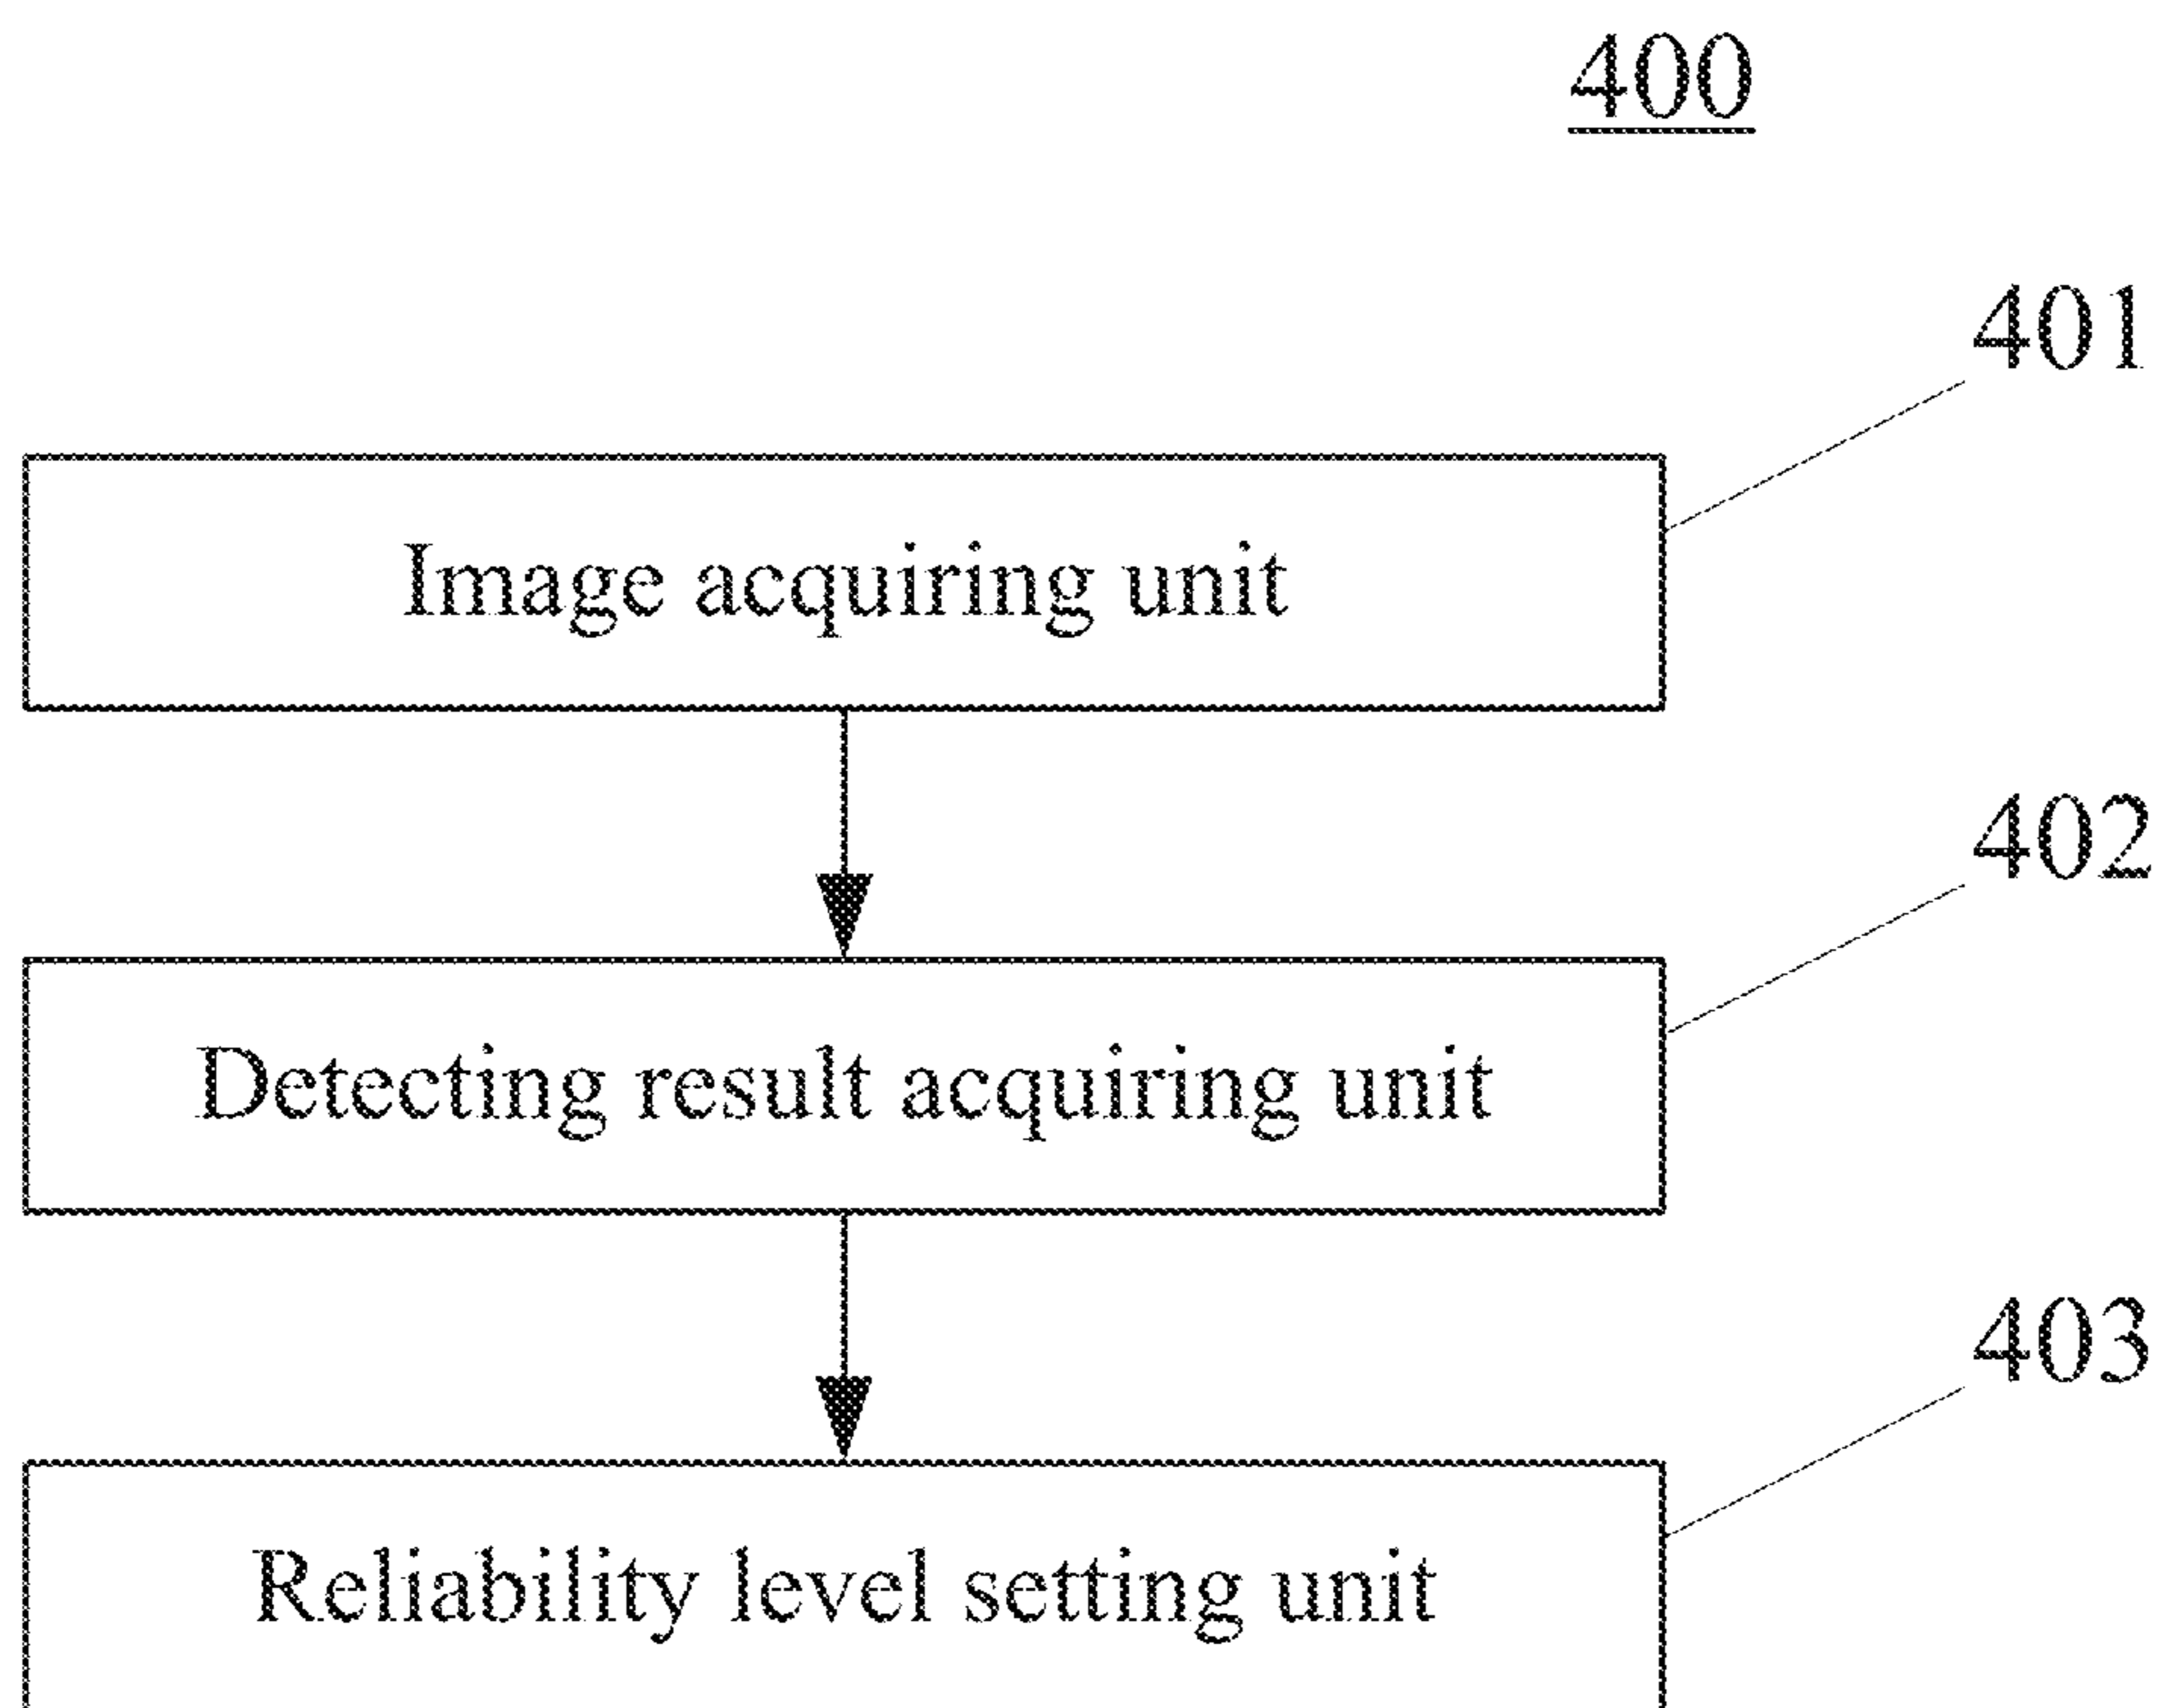 400
401
Image acquiring unit
402
Detecting result acquiring unit
403
Reliability level setting unit